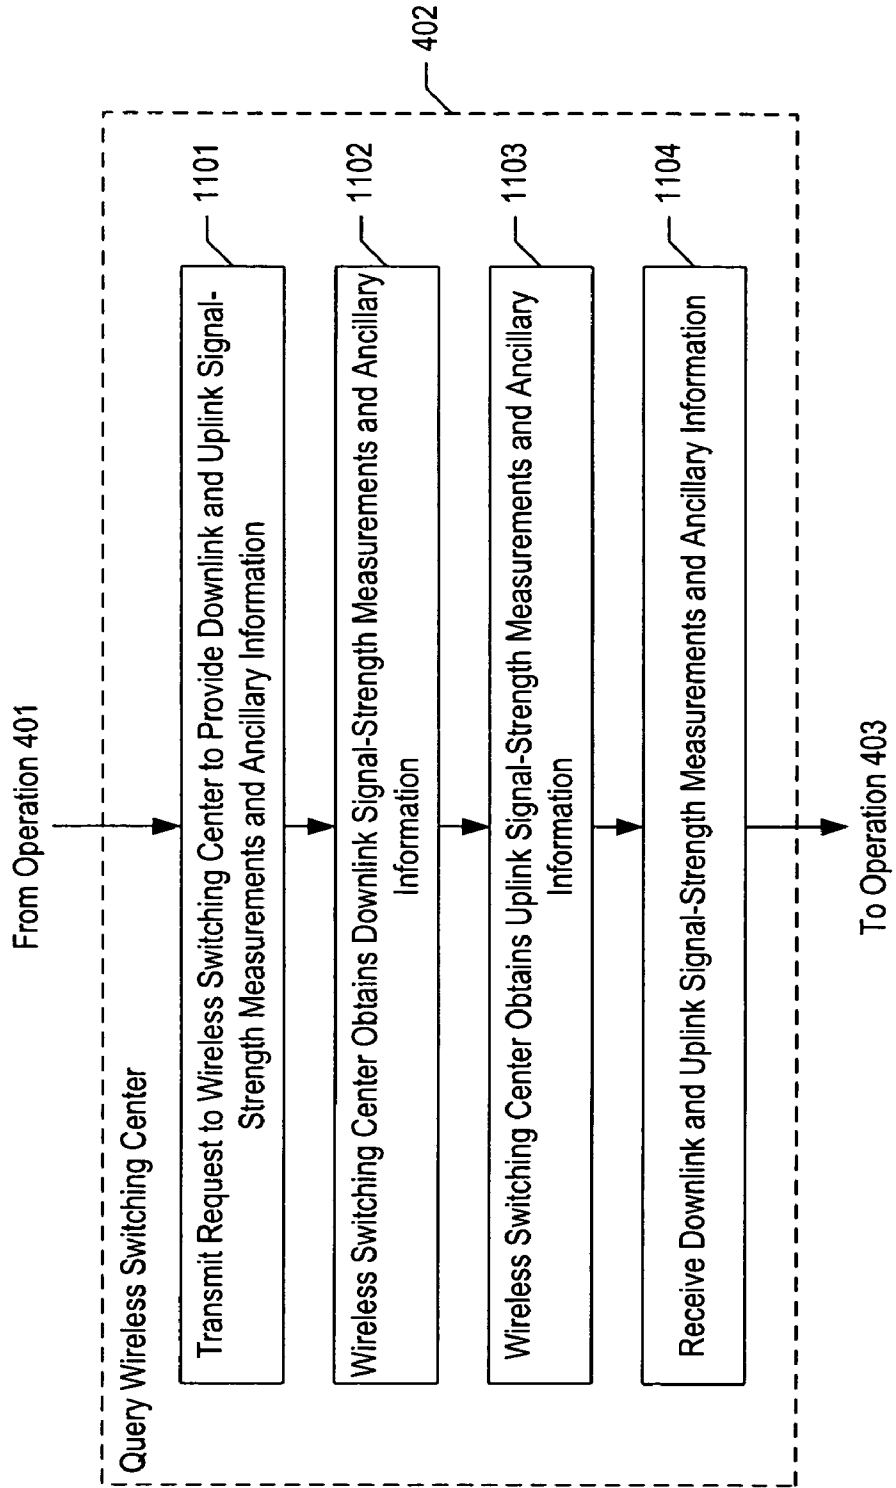 From Operation 401
402
Query Wireless Switching Center
1101
Transmit Request to Wireless Switching Center to Provide Downlink and Uplink Signal-
Strength Measurements and Ancillary Information
1102
Wireless Switching Center Obtains Downlink Signal-Strength Measurements and Ancillary
Information
1103
Wireless Switching Center Obtains Uplink Signal-Strength Measurements and Ancillary
Information
1104
Receive Downlink and Uplink Signal-Strength Measurements and Ancillary Information
To Operation 403